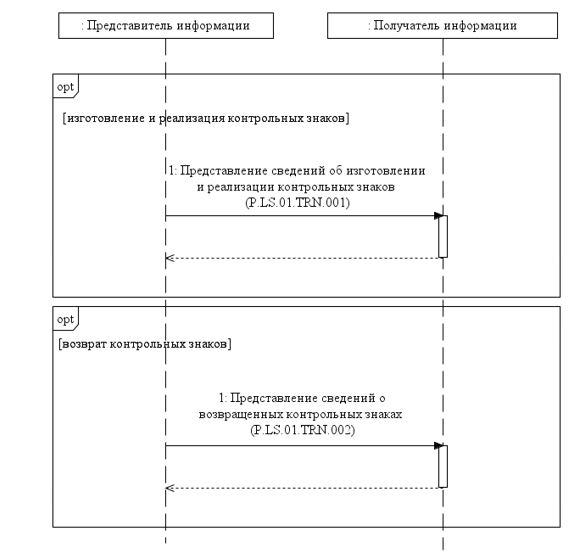 : Представитель информации
: Получатель информации
opt
[изготовление и реализация контрольных знаков]
1: Представление сведений об изготовлении
и реализации контрольных знаков
(P.LS.01.TRN.001)
opt
[возврат контрольных знаков]
1: Представление сведений о
возвращенных контрольных знаках
(P.LS.01.TRN.002)